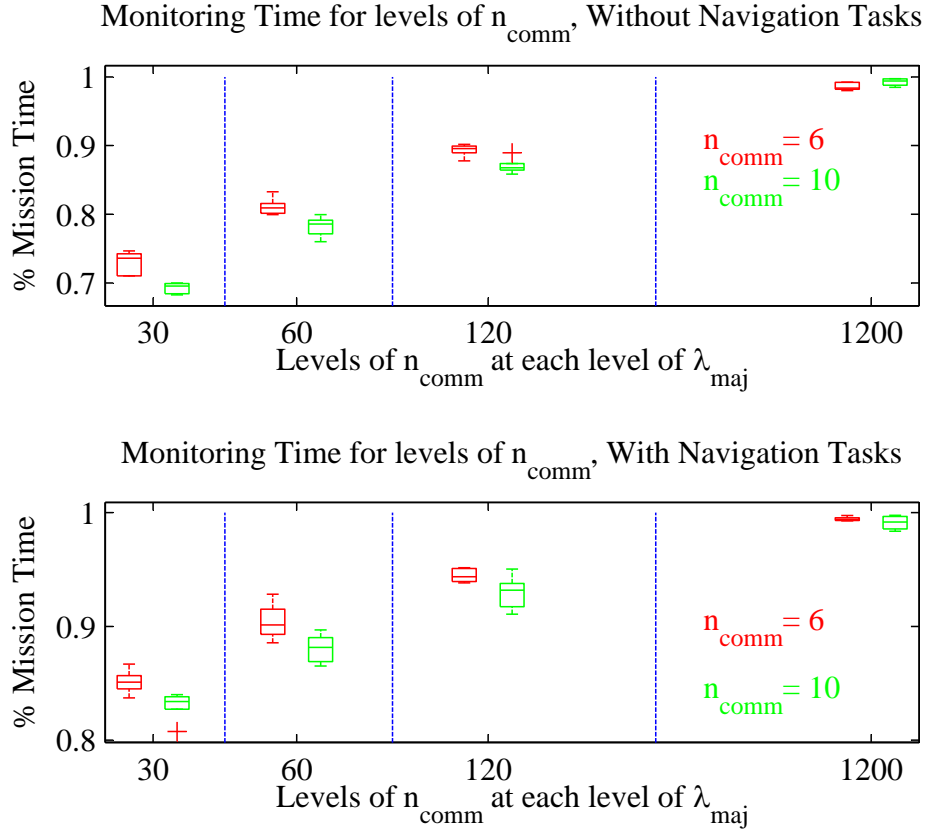 Monitoring Time for levels of n_comm, Without Navigation Tasks
% Mission Time
1
0.9
0.8
0.7
n_comm = 6
n_comm = 10
30 60 120 1200
Levels of n_comm at each level of λ_maj
Monitoring Time for levels of n_comm, With Navigation Tasks
% Mission Time
1
0.9
0.8
n_comm = 6
n_comm = 10
30 60 120 1200
Levels of n_comm at each level of λ_maj